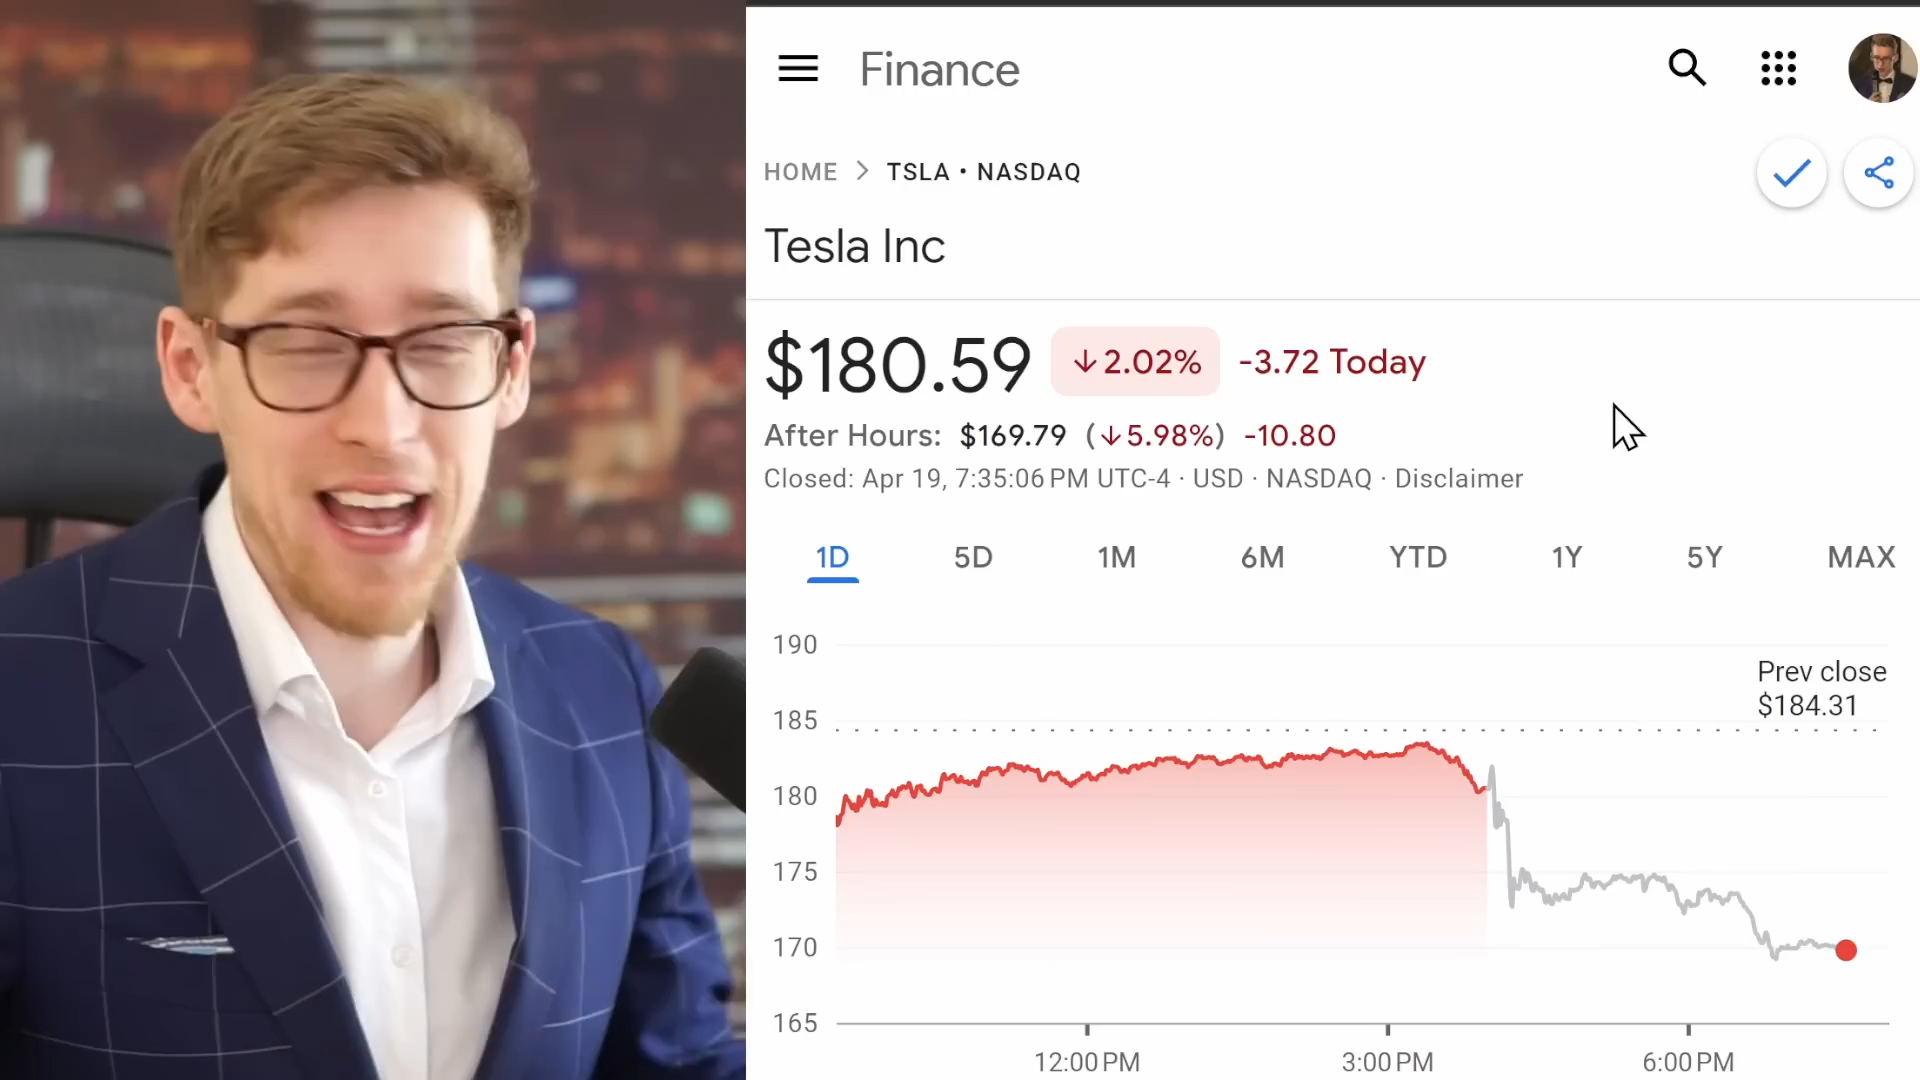 Finance
HOME > TSLA • NASDAQ
Tesla Inc
$180.59 ↓2.02% -3.72 Today
After Hours: $169.79 (↓5.98%) -10.80
Closed: Apr 19, 7:35:06 PM UTC-4 · USD · NASDAQ · Disclaimer
1D 5D 1M 6M YTD 1Y 5Y MAX
190
Prev close
$184.31
185
180
175
170
165
12:00 PM 3:00 PM 6:00 PM